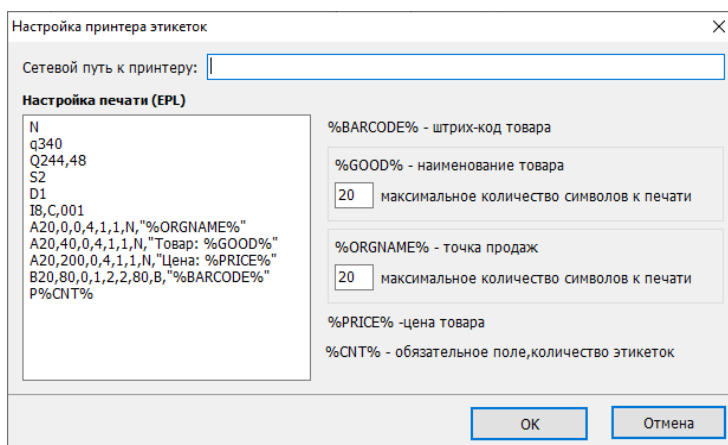 Настройка принтера этикеток
Сетевой путь к принтеру:
Настройка печати (EPL)
N
q340
Q244,48
S2
D1
I8,C,001
A20,0,0,4,1,1,N,"%ORGNAME%"
A20,40,0,4,1,1,N,"Товар: %GOOD%"
A20,200,0,4,1,1,N,"Цена: %PRICE%"
B20,80,0,1,2,2,80,B,"%BARCODE%"
P%CNT%
%BARCODE% - штрих-код товара
%GOOD% - наименование товара
20 максимальное количество символов к печати
%ORGNAME% - точка продаж
20 максимальное количество символов к печати
%PRICE% -цена товара
%CNT% - обязательное поле,количество этикеток
OK Отмена